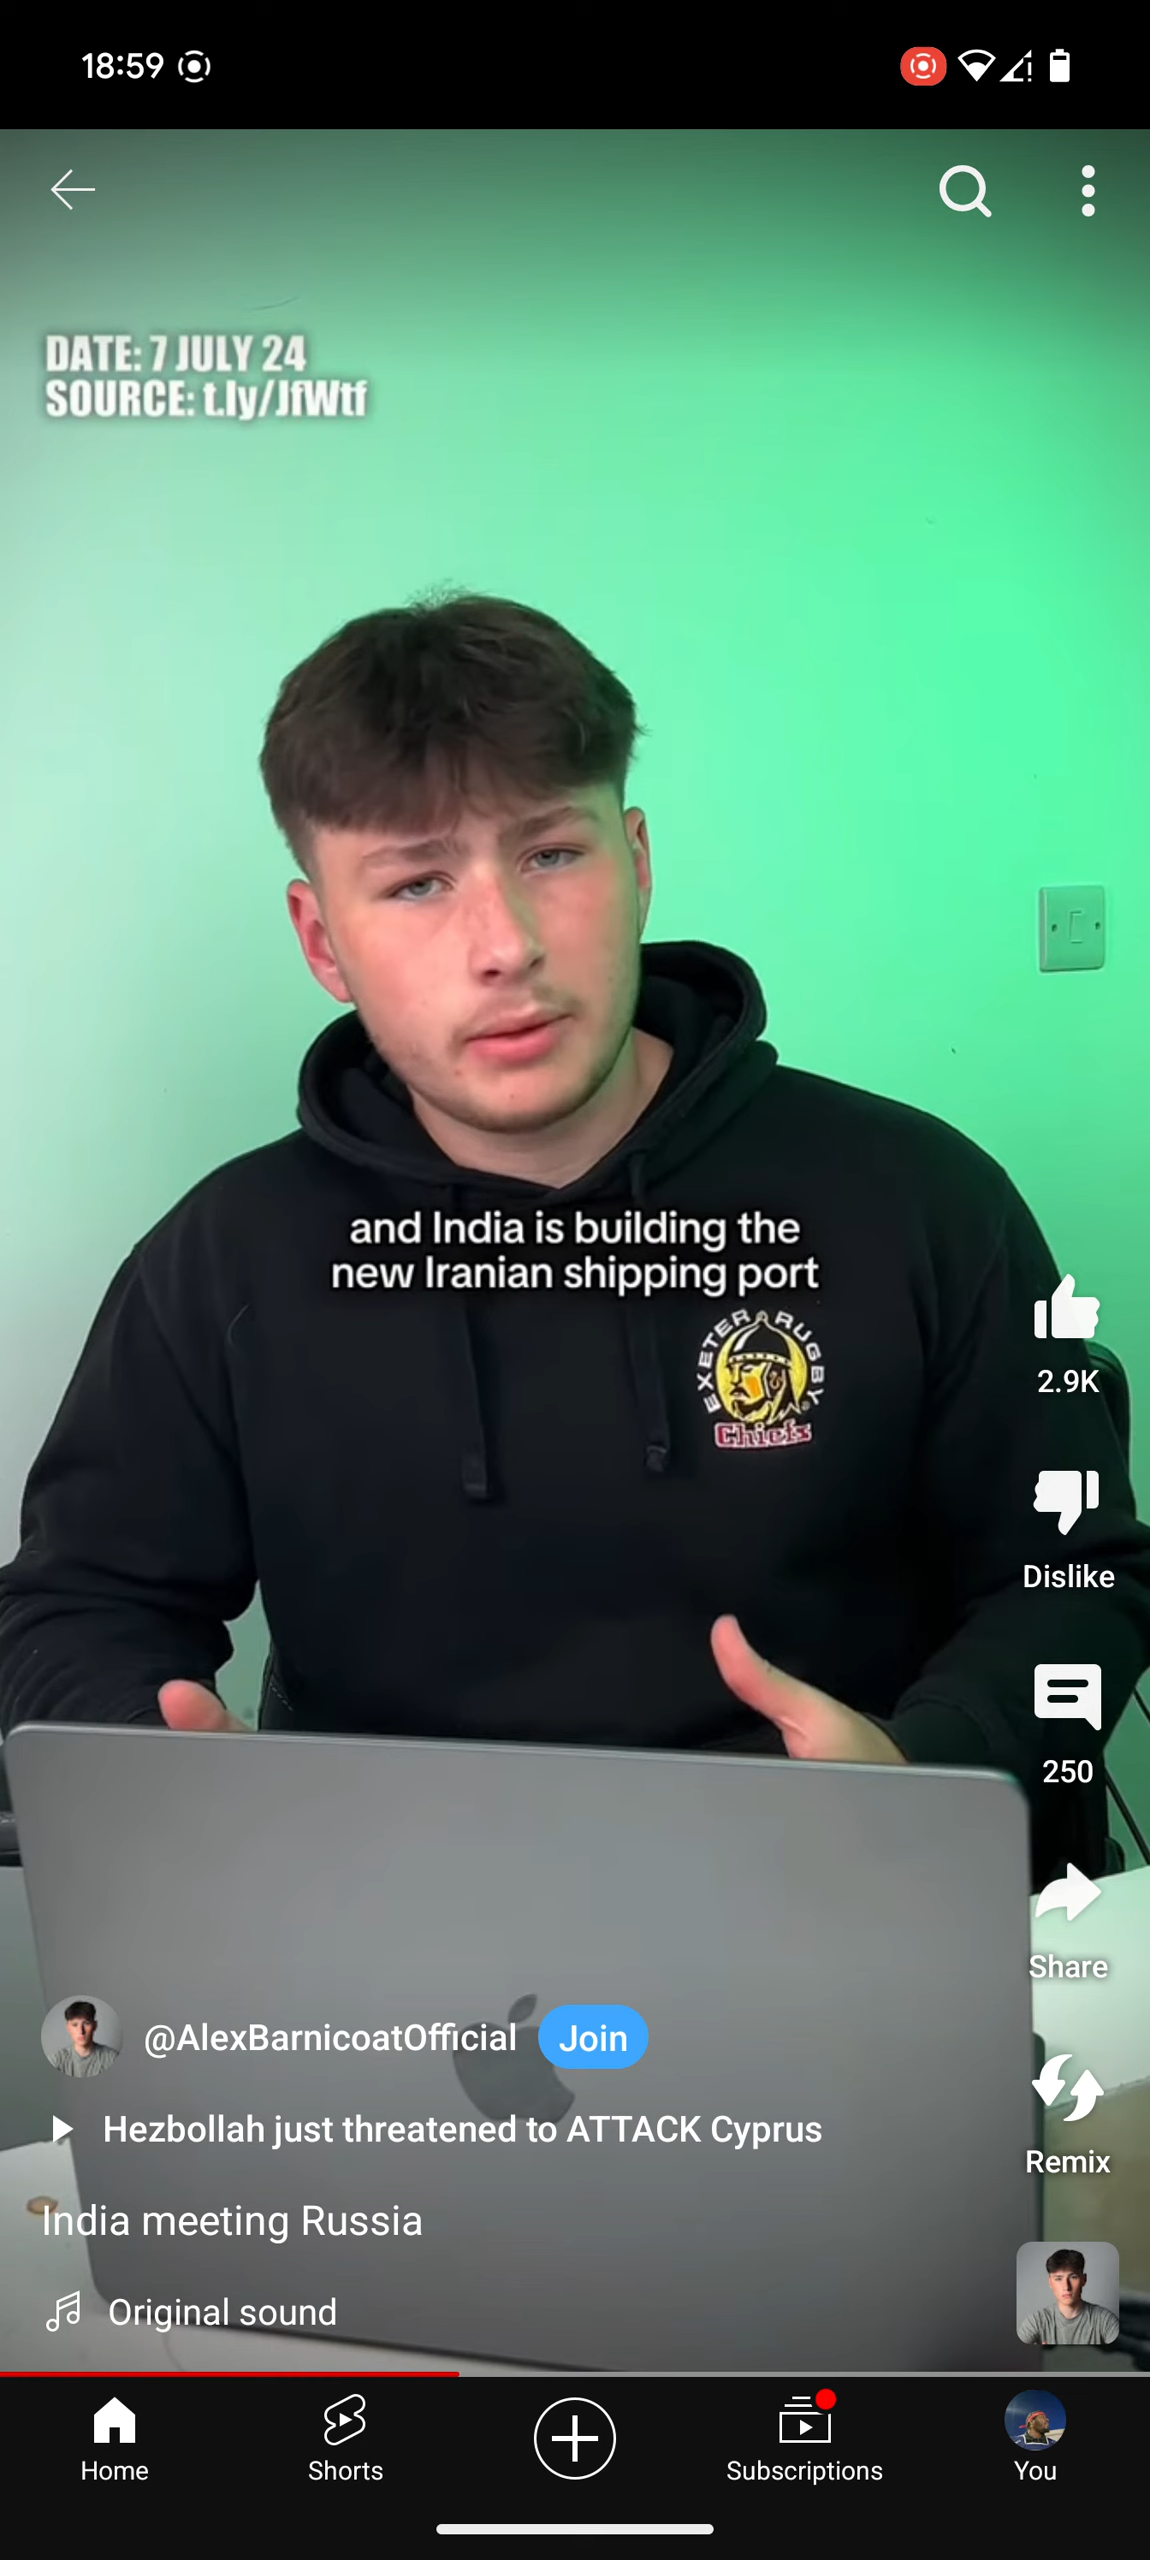 18:59
DATE: 7 JULY 24
SOURCE: t.ly/JfWtf
and India is building the
new Iranian shipping port
EXETER RUGBY
Chiefs
2.9K
Dislike
250
Share
@AlexBarnicoatOfficial
Join
Hezbollah just threatened to ATTACK Cyprus
Remix
India meeting Russia
Original sound
Home
Shorts
Subscriptions
You